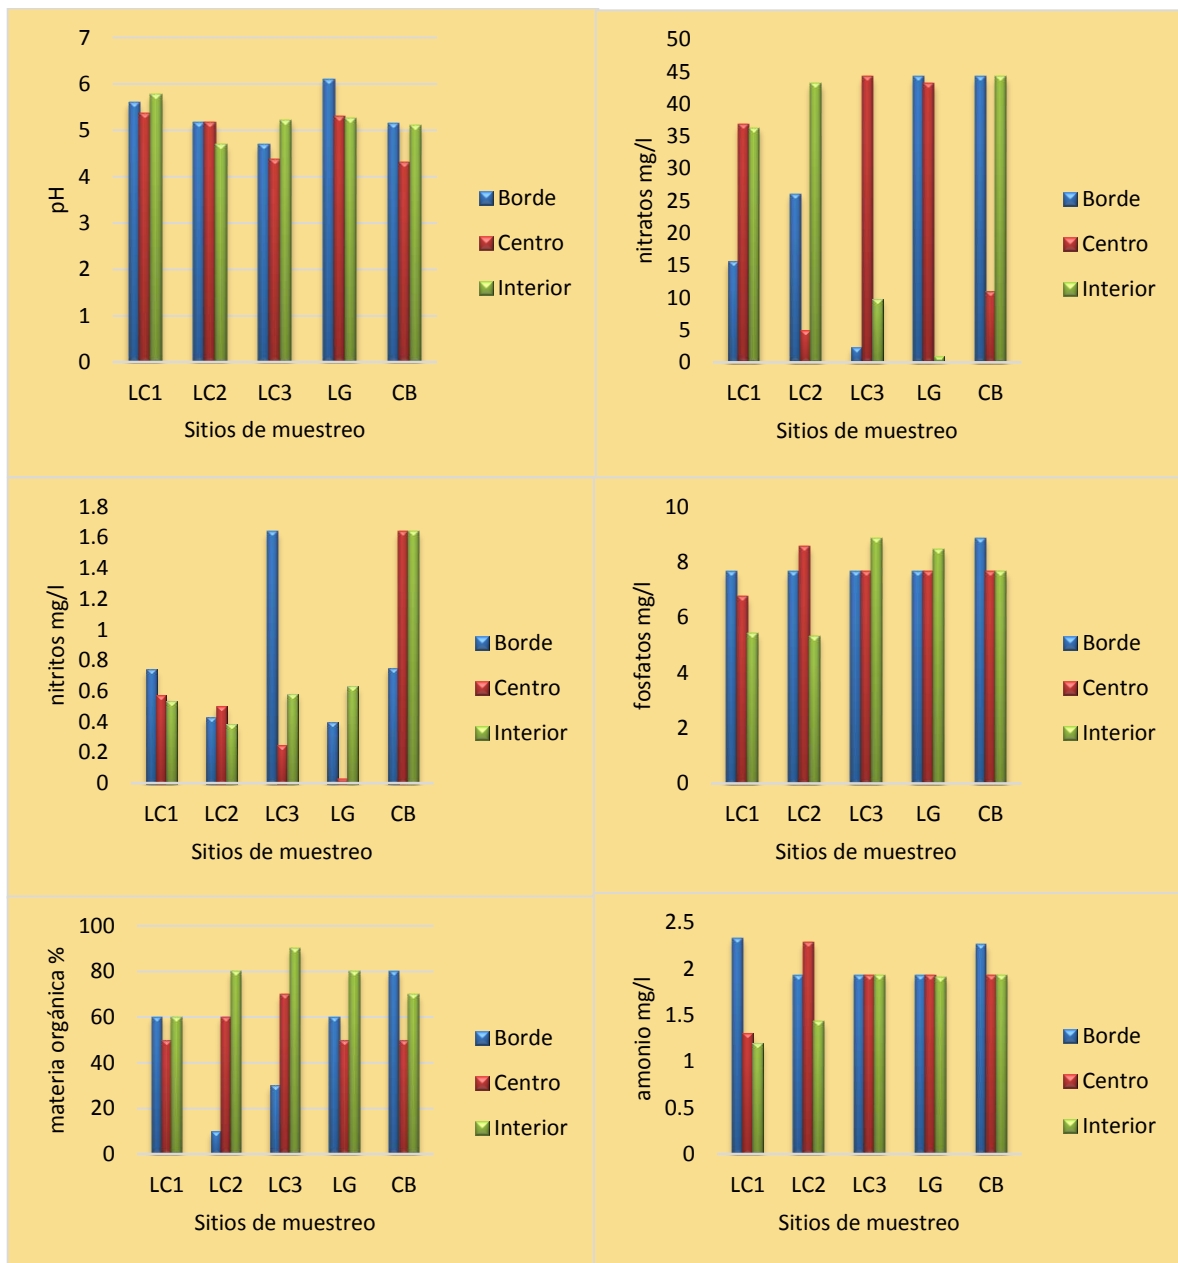 7
6
5
4
3
2
1
0
pH
LC1 LC2 LC3 LG CB
Sitios de muestreo
Borde
Centro
Interior
50
45
40
35
30
25
20
15
10
5
0
nitratos mg/l
LC1 LC2 LC3 LG CB
Sitios de muestreo
Borde
Centro
Interior
1.8
1.6
1.4
1.2
1
0.8
0.6
0.4
0.2
0
nitritos mg/l
LC1 LC2 LC3 LG CB
Sitios de muestreo
Borde
Centro
Interior
10
8
6
4
2
0
fosfatos mg/l
LC1 LC2 LC3 LG CB
Sitios de muestreo
Borde
Centro
Interior
100
80
60
40
20
0
materia orgánica %
LC1 LC2 LC3 LG CB
Sitios de muestreo
Borde
Centro
Interior
2.5
2
1.5
1
0.5
0
amonio mg/l
LC1 LC2 LC3 LG CB
Sitios de muestreo
Borde
Centro
Interior